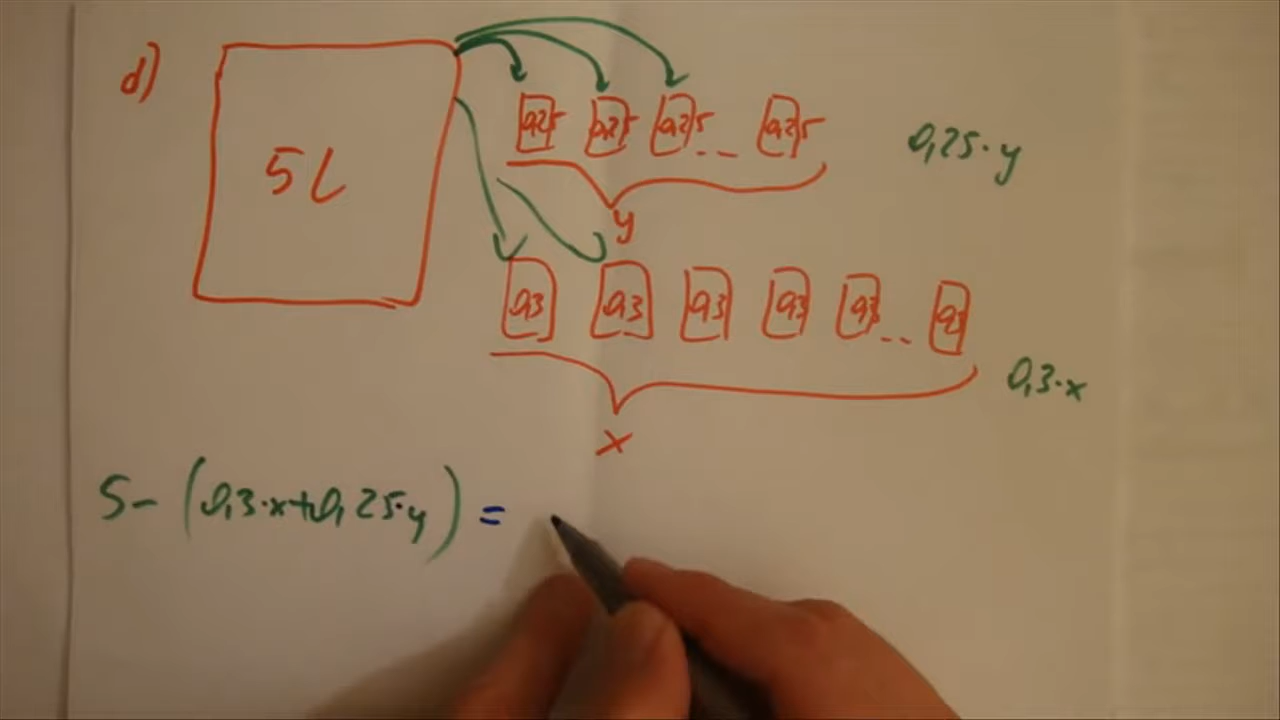 d)
5L
0,25 0,25 0,25 ... 0,25
0,25·y
y
0,3 0,3 0,3 0,3 0,3 ... 0,3
0,3·x
x
5-(0,3·x+0,25·y) =